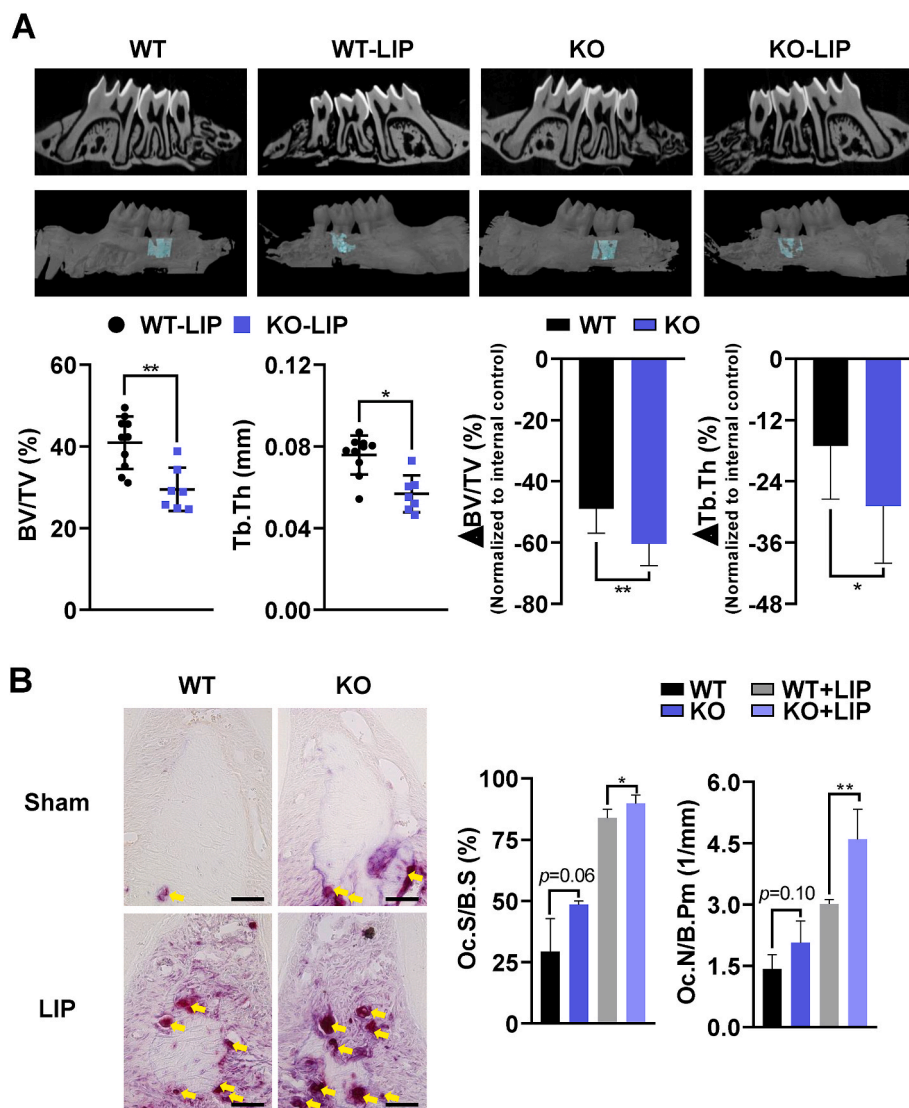 A
WT WT-LIP KO KO-LIP
WT-LIP KO-LIP
WT KO
BV/TV (%)
60
40
20
0
**
Tb.Th (mm)
0.12
0.08
0.04
0.00
*
▲BV/TV (%)
(Normalized to internal control)
0
-20
-40
-60
-80
**
▲Tb.Th (%)
(Normalized to internal control)
0
-12
-24
-36
-48
*
B
WT KO
Sham
LIP
WT WT+LIP
KO KO+LIP
Oc.S/B.S (%)
100
75
50
25
0
p=0.06
*
Oc.N/B.Pm (1/mm)
6.0
4.5
3.0
1.5
0.0
p=0.10
**